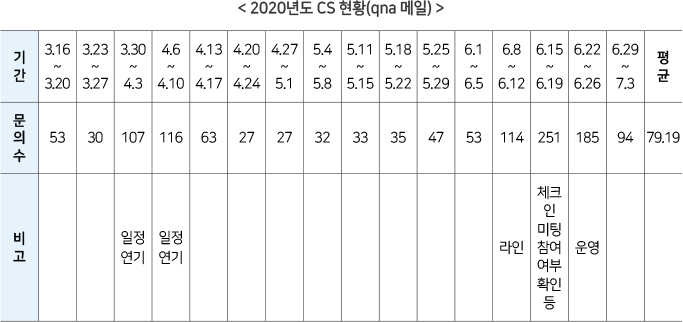 < 2020년도 CS 현황(qna 메일) >
기간 3.16~3.20 3.23~3.27 3.30~4.3 4.6~4.10 4.13~4.17 4.20~4.24 4.27~5.1 5.4~5.8 5.11~5.15 5.18~5.22 5.25~5.29 6.1~6.5 6.8~6.12 6.15~6.19 6.22~6.26 6.29~7.3 평균
문의수 53 30 107 116 63 27 27 32 33 35 47 53 114 251 185 94 79.19
비고 일정연기 일정연기 라인 체크인 미팅 참여 여부 확인 등 운영